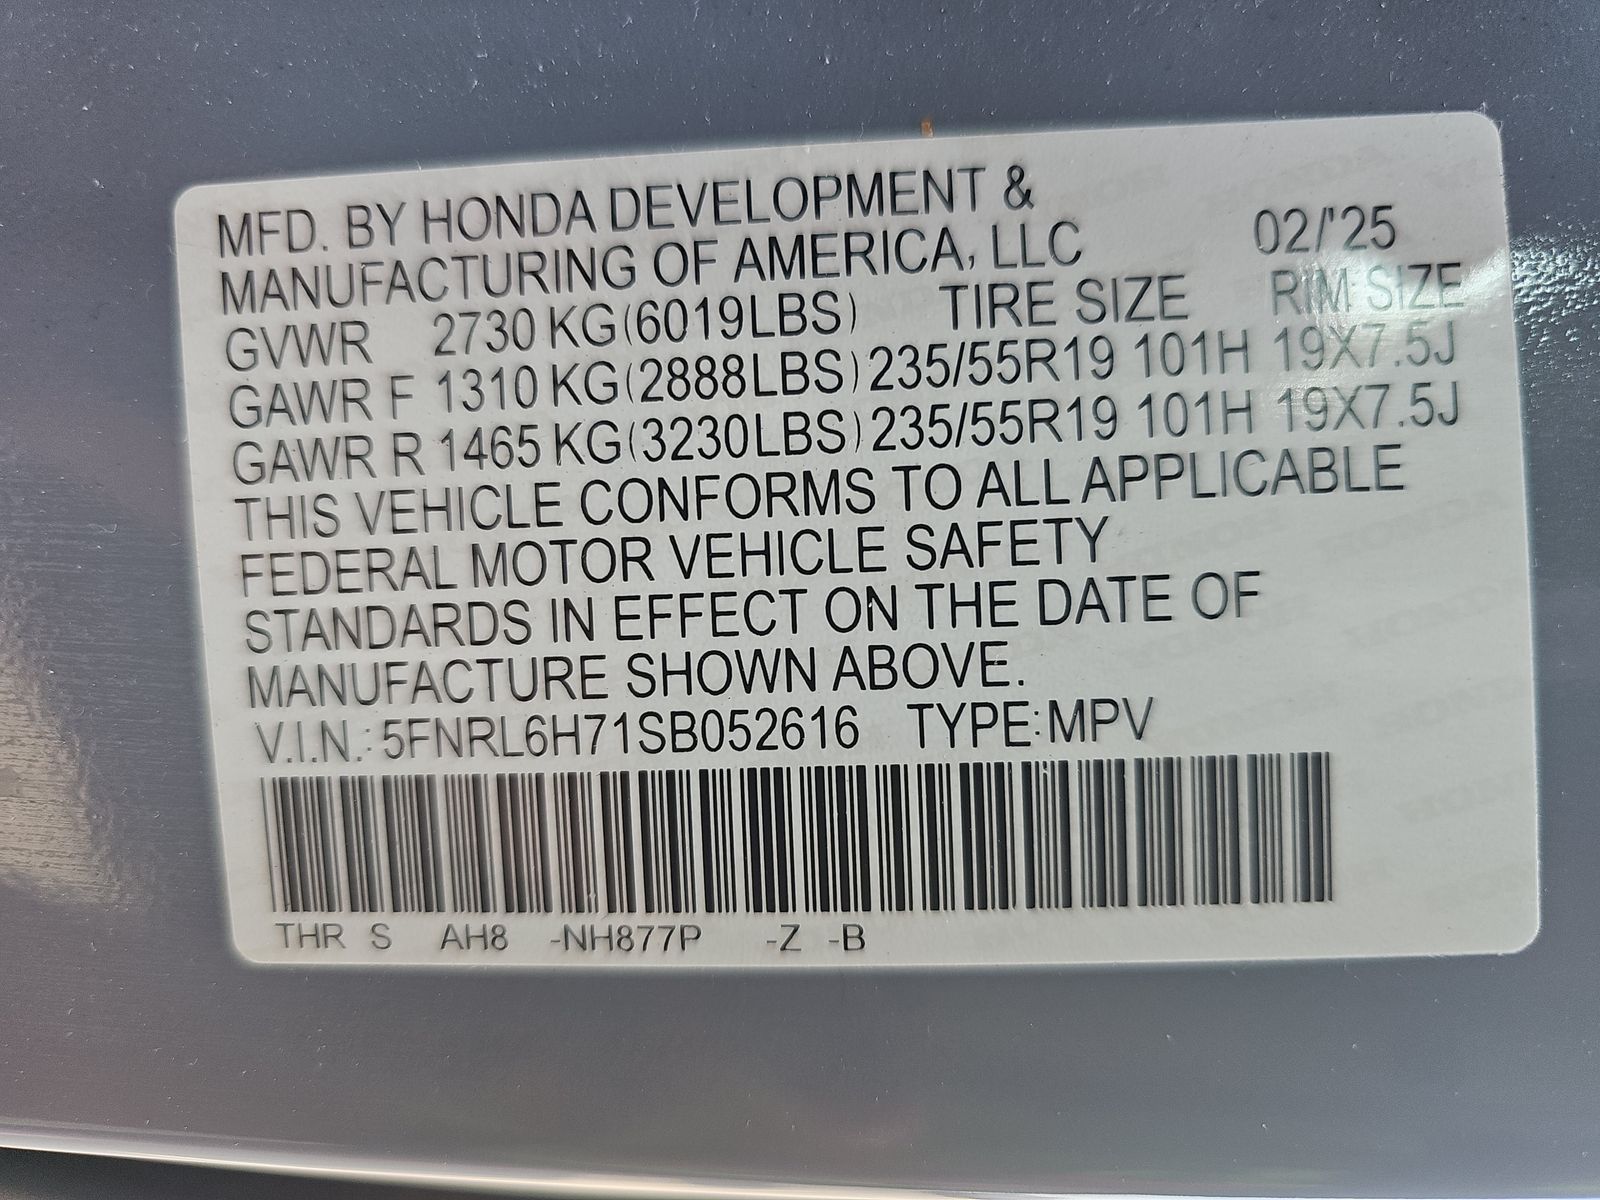 MFD. BY HONDA DEVELOPMENT &
MANUFACTURING OF AMERICA, LLC 02/'25
GVWR 2730 KG(6019LBS) TIRE SIZE RIM SIZE
GAWR F 1310 KG(2888LBS) 235/55R19 101H 19X7.5J
GAWR R 1465 KG(3230LBS) 235/55R19 101H 19X7.5J
THIS VEHICLE CONFORMS TO ALL APPLICABLE
FEDERAL MOTOR VEHICLE SAFETY
STANDARDS IN EFFECT ON THE DATE OF
MANUFACTURE SHOWN ABOVE.
V.I.N.: 5FNRL6H71SB052616 TYPE:MPV
THR S AH8 -NH877P -Z -B